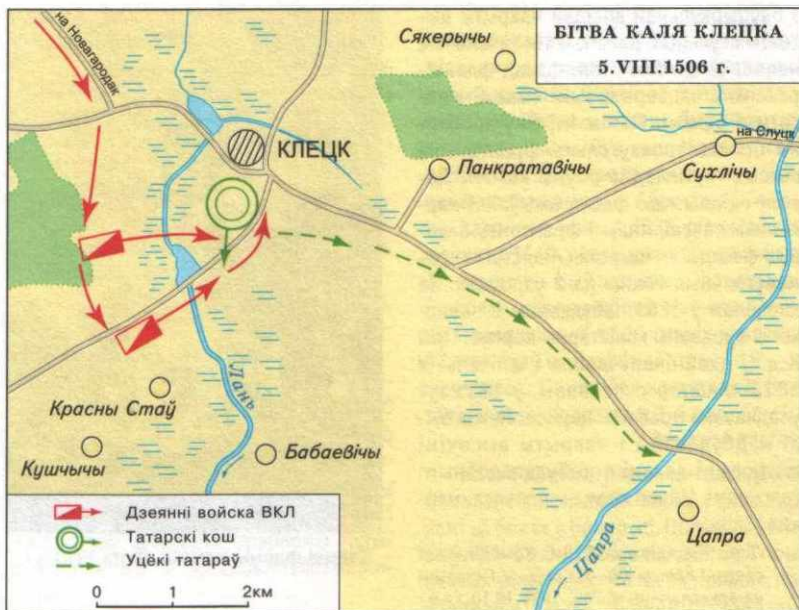 БІТВА КАЛЯ КЛЕЦКА
5.VIII.1506 г.
на Новагародак
Сякерычы
на Слуцк
Сухлічы
КЛЕЦК
Панкратавічы
Лань
Красны Стаў
Кушчычы
Бабаевічы
Цапра
Цапра
Дзеянні войска ВКЛ
Татарскі кош
Уцёкі татараў
0 1 2км